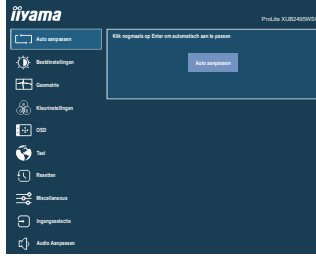 iiyama
ProLite XUB2495WSU
Auto aanpassen
Klik nogmaals op Enter om automatisch aan te passen
Auto aanpassen
Beeldinstellingen
Geometrie
Kleurinstellingen
OSD
Taal
Resetten
Miscellaneous
Ingangsselectie
Audio Aanpassen